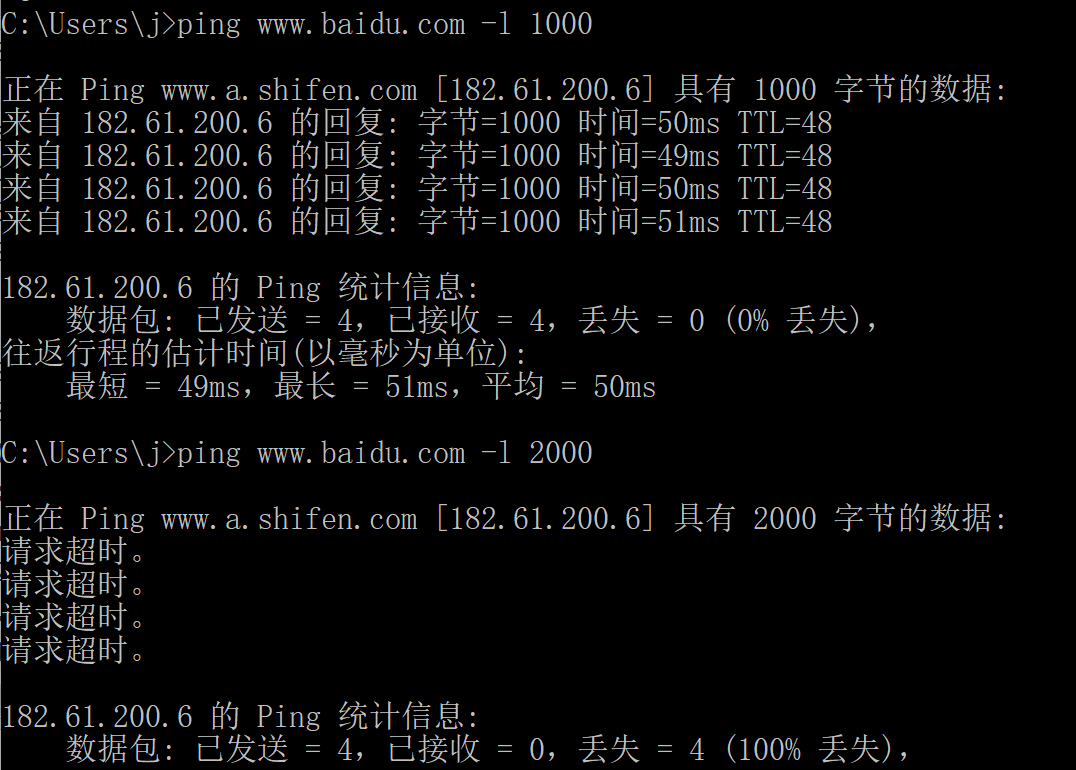 C:\Users\j>ping www.baidu.com -l 1000
正在 Ping www.a.shifen.com [182.61.200.6] 具有 1000 字节的数据:
来自 182.61.200.6 的回复: 字节=1000 时间=50ms TTL=48
来自 182.61.200.6 的回复: 字节=1000 时间=49ms TTL=48
来自 182.61.200.6 的回复: 字节=1000 时间=50ms TTL=48
来自 182.61.200.6 的回复: 字节=1000 时间=51ms TTL=48
182.61.200.6 的 Ping 统计信息:
数据包: 已发送 = 4，已接收 = 4，丢失 = 0 (0% 丢失)，
往返行程的估计时间(以毫秒为单位):
最短 = 49ms，最长 = 51ms，平均 = 50ms
C:\Users\j>ping www.baidu.com -l 2000
正在 Ping www.a.shifen.com [182.61.200.6] 具有 2000 字节的数据:
请求超时。
请求超时。
请求超时。
请求超时。
182.61.200.6 的 Ping 统计信息:
数据包: 已发送 = 4，已接收 = 0，丢失 = 4 (100% 丢失)，